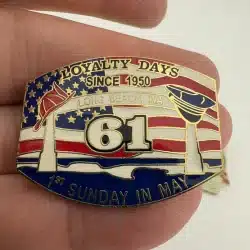 LOYALTY DAYS
SINCE 1950
LONG BEACH, WA
61
1ST SUNDAY IN MAY